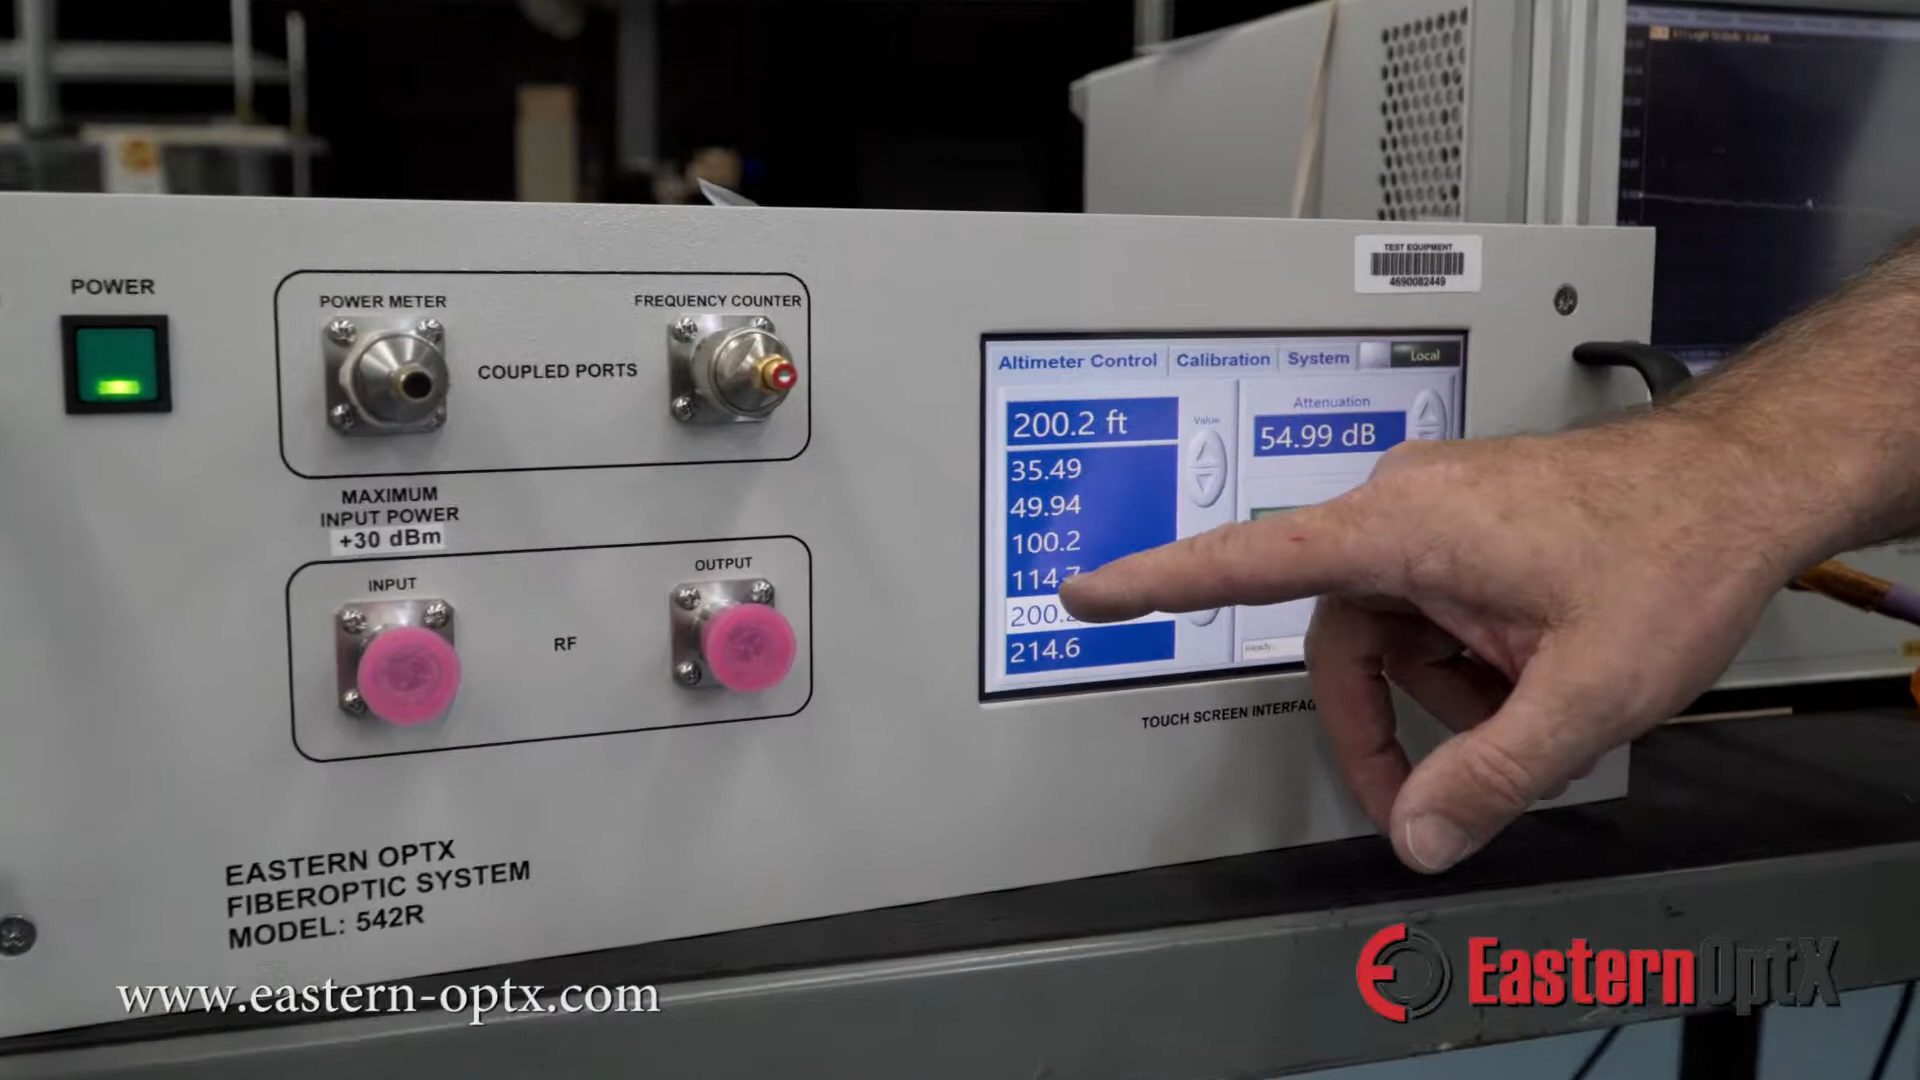 POWER
POWER METER
FREQUENCY COUNTER
COUPLED PORTS
MAXIMUM
INPUT POWER
+30 dBm
INPUT
OUTPUT
RF
EASTERN OPTX
FIBEROPTIC SYSTEM
MODEL: 542R
TEST EQUIPMENT
4690082449
Altimeter Control
Calibration
System
Local
200.2 ft
Value
Attenuation
54.99 dB
35.49
49.94
100.2
114.7
200.2
214.6
Ready...
TOUCH SCREEN
www.eastern-optx.com
EasternOptX